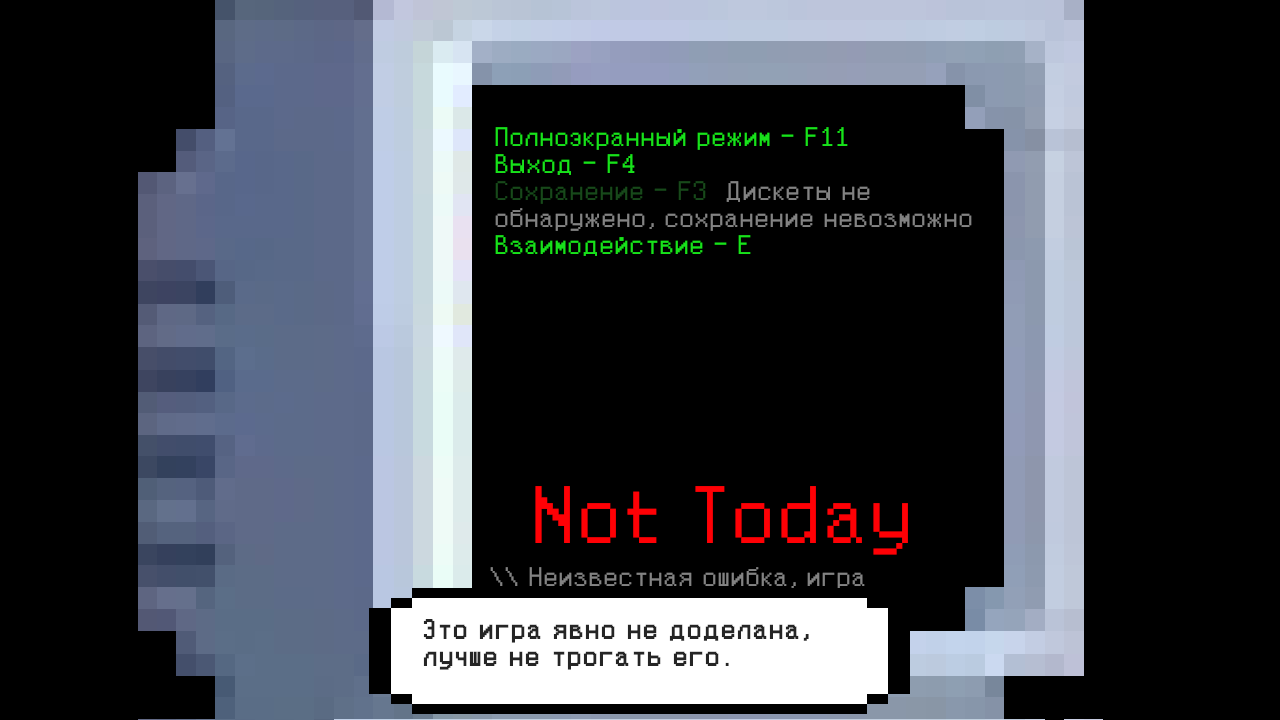 Полноэкранный режим - F11
Выход - F4
Сохранение - F3 Дискеты не
обнаружено, сохранение невозможно
Взаимодействие - E
Not Today
\\ Неизвестная ошибка, игра
Это игра явно не доделана,
лучше не трогать его.